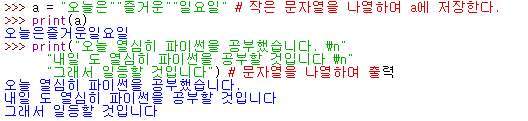 >>> a = "오늘은""즐거운""일요일" # 작은 문자열을 나열하여 a에 저장한다.
>>> print(a)
오늘은즐거운일요일
>>> print("오늘 열심히 파이썬을 공부했습니다. ₩n"
"내일 도 열심히 파이썬을 공부할 것입니다 ₩n"
"그래서 일등할 것입니다") # 문자열을 나열하여 출력
오늘 열심히 파이썬을 공부했습니다.
내일 도 열심히 파이썬을 공부할 것입니다
그래서 일등할 것입니다